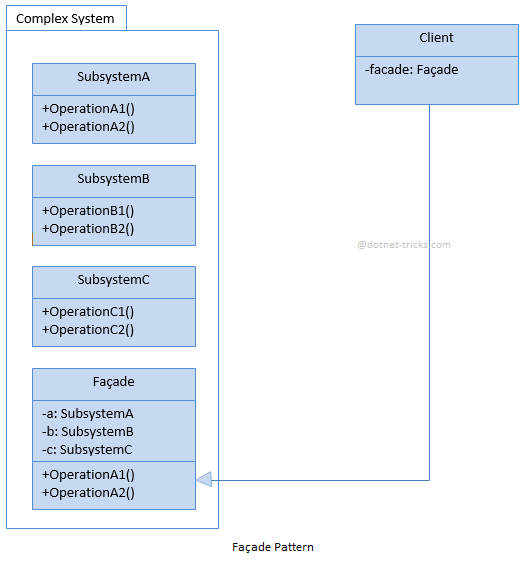 Complex System
SubsystemA
+OperationA1()
+OperationA2()
SubsystemB
+OperationB1()
+OperationB2()
SubsystemC
+OperationC1()
+OperationC2()
Façade
-a: SubsystemA
-b: SubsystemB
-c: SubsystemC
+OperationA1()
+OperationA2()
Client
-facade: Façade
@dotnet-tricks.com
Façade Pattern